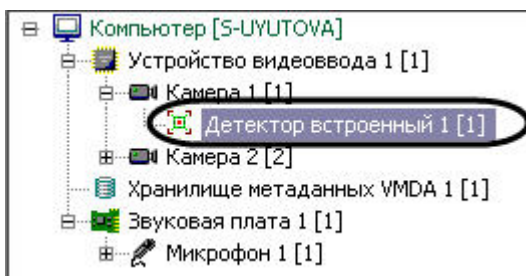 Компьютер [S-UYUTOVA]
Устройство видеоввода 1 [1]
Камера 1 [1]
Детектор встроенный 1 [1]
Камера 2 [2]
Хранилище метаданных VMDA 1 [1]
Звуковая плата 1 [1]
Микрофон 1 [1]